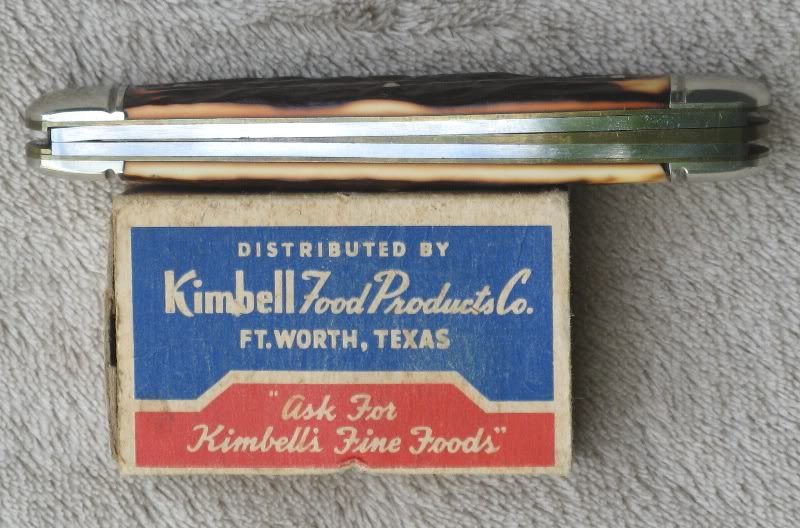 DISTRIBUTED BY
Kimbell Food Products Co.
FT. WORTH, TEXAS
"Ask For
Kimbell's Fine Foods"